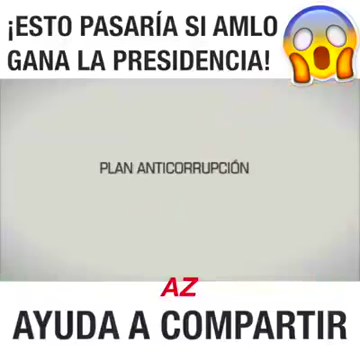 ¡ESTO PASARÍA SI AMLO
GANA LA PRESIDENCIA!
PLAN ANTICORRUPCIÓN
AZ
AYUDA A COMPARTIR